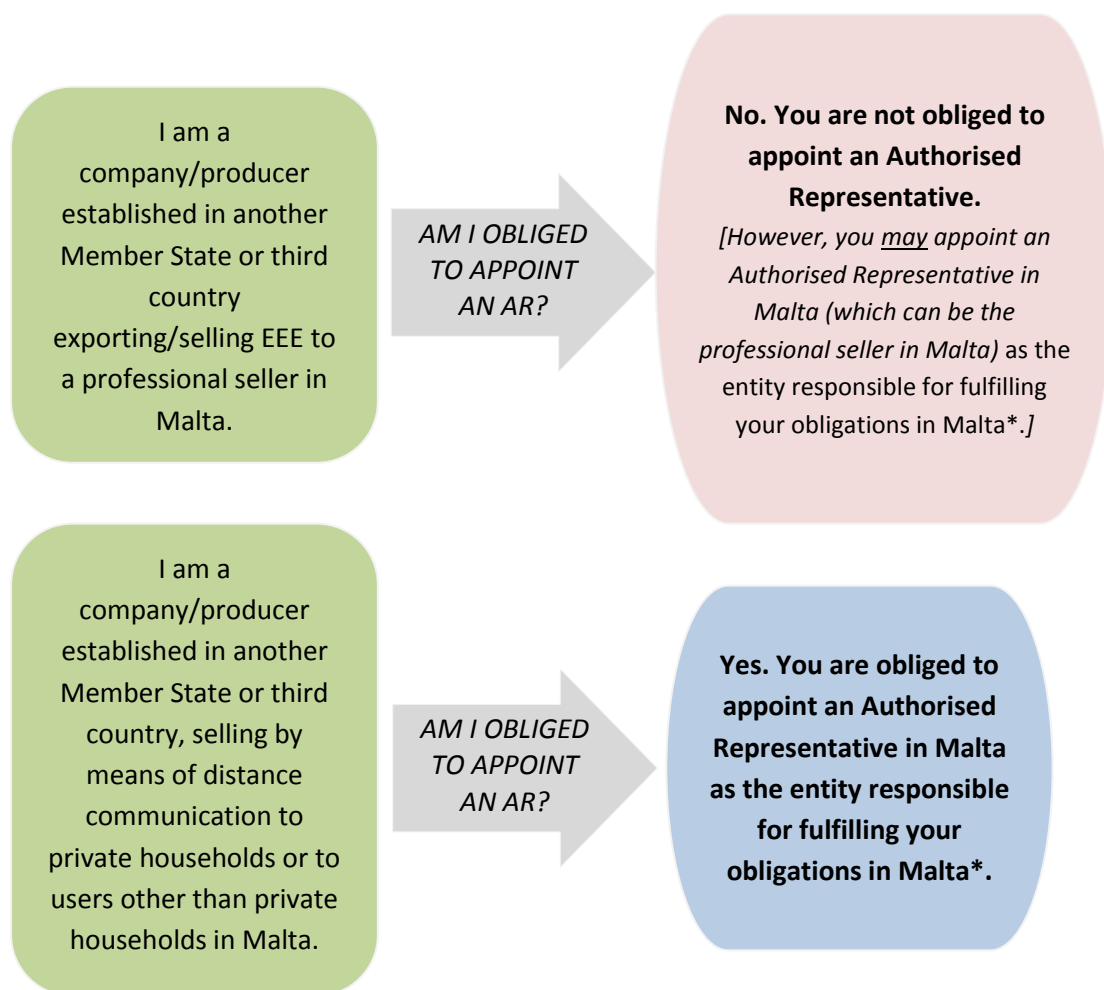 I am a
company/producer
established in another
Member State or third
country
exporting/selling EEE to
a professional seller in
Malta.
AM I OBLIGED
TO APPOINT
AN AR?
No. You are not obliged to
appoint an Authorised
Representative.
[However, you may appoint an
Authorised Representative in
Malta (which can be the
professional seller in Malta) as the
entity responsible for fulfilling
your obligations in Malta*.]
I am a
company/producer
established in another
Member State or third
country, selling by
means of distance
communication to
private households or to
users other than private
households in Malta.
AM I OBLIGED
TO APPOINT
AN AR?
Yes. You are obliged to
appoint an Authorised
Representative in Malta
as the entity responsible
for fulfilling your
obligations in Malta*.